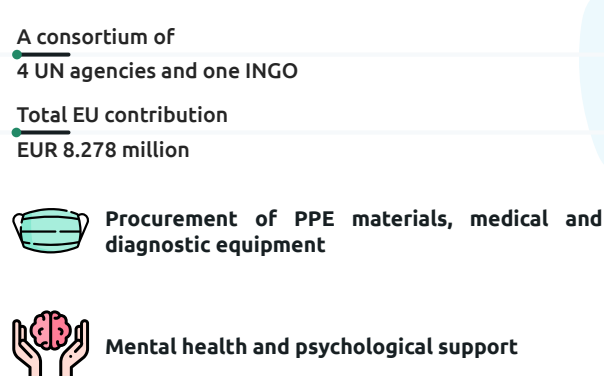 A consortium of
4 UN agencies and one INGO
Total EU contribution
EUR 8.278 million
Procurement of PPE materials, medical and
diagnostic equipment
Mental health and psychological support